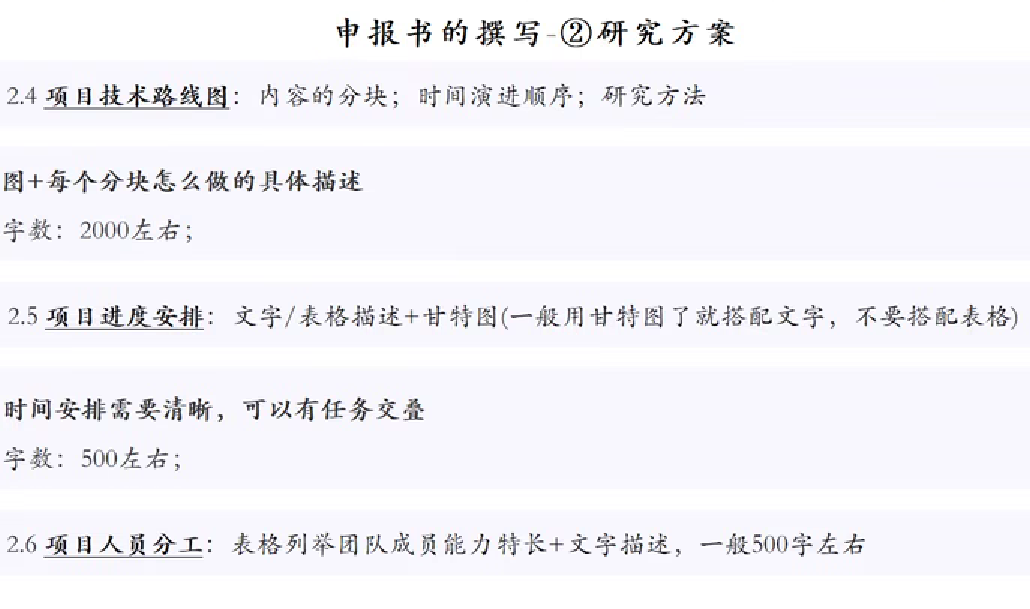 申报书的撰写-②研究方案
2.4 项目技术路线图：内容的分块；时间演进顺序；研究方法
图+每个分块怎么做的具体描述
字数：2000左右；
2.5 项目进度安排：文字/表格描述+甘特图(一般用甘特图了就搭配文字，不要搭配表格)
时间安排需要清晰，可以有任务交叠
字数：500左右；
2.6 项目人员分工：表格列举团队成员能力特长+文字描述，一般500字左右